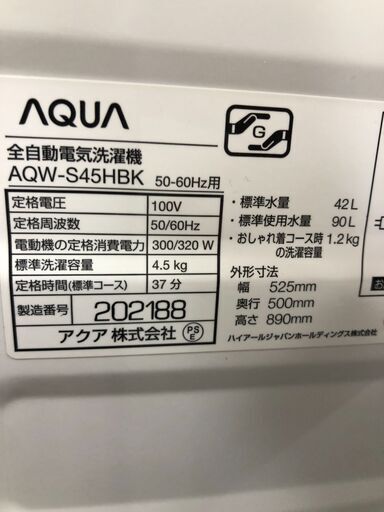 AQUA
G
全自動電気洗濯機
AQW-S45HBK 50-60Hz用
定格電圧 100V
定格周波数 50/60Hz
電動機の定格消費電力 300/320 W
標準洗濯容量 4.5 kg
定格時間(標準コース) 37 分
製造番号 202188
アクア株式会社 PSE
・標準水量 42L
・標準使用水量 90L
・おしゃれ着コース時 1.2kg
の洗濯容量
外形寸法
幅 525mm
奥行 500mm
高さ 890mm
ハイアールジャパンホールディングス株式会社
お